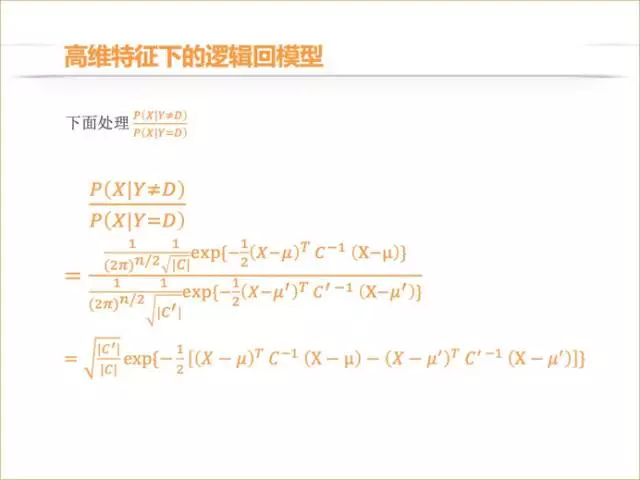 高维特征下的逻辑回模型
下面处理 P(X|Y≠D)/P(X|Y=D)
P(X|Y≠D)/P(X|Y=D)
= [1/(2π)^{n/2} 1/√|C| exp{−1/2(X−μ)^T C^{−1} (X−μ)}] / [1/(2π)^{n/2} 1/√|C′| exp{−1/2(X−μ′)^T C′^{−1} (X−μ′)}]
= √(|C′|/|C|) exp{−1/2[(X − μ)^T C^{−1} (X − μ) − (X − μ′)^T C′^{−1} (X − μ′)]}